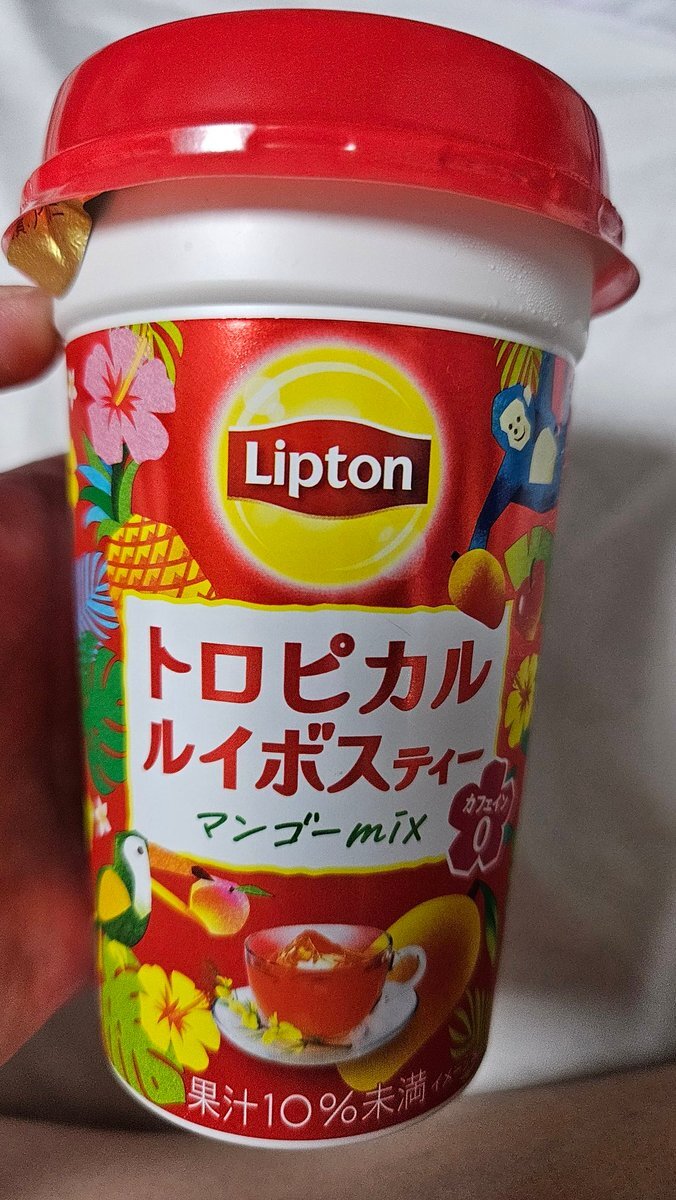 Lipton
トロピカル
ルイボスティー
マンゴーmix
カフェイン
0
果汁10%未満